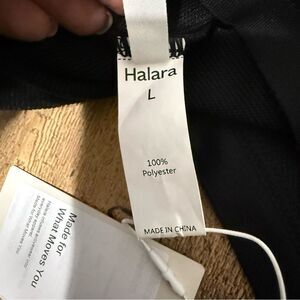 Halara
L
100%
Polyester
MADE IN CHINA
Made for
What Moves You